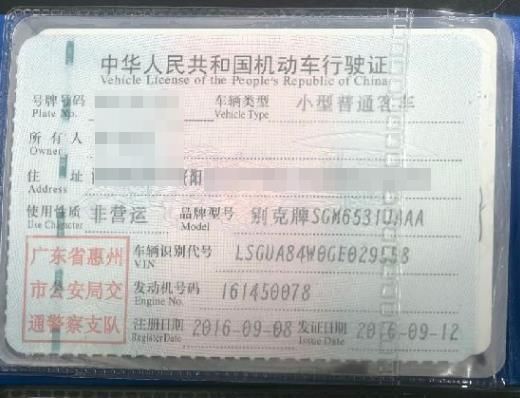 中华人民共和国机动车行驶证
Vehicle License of the People's Republic of China
号牌号码 车辆类型 小型普通客车
Plate No. Vehicle Type
所有人
Owner
住址 阳
Address
使用性质 非营运 品牌型号 别克牌SGM6531UAAA
Use Character Model
广东省惠州 车辆识别代号 LSGUA84W0GE029558
VIN
市公安局交 发动机号码 161450078
Engine No.
通警察支队 注册日期 2016-09-08 发证日期 2016-09-12
Register Date Issue Date